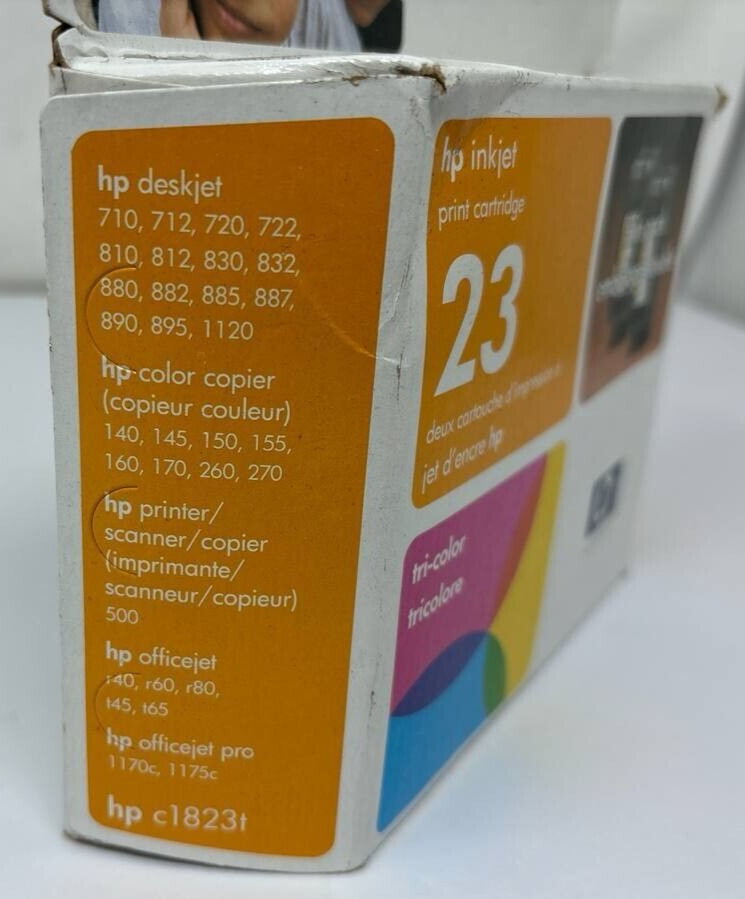 hp deskjet
710, 712, 720, 722,
810, 812, 830, 832,
880, 882, 885, 887,
890, 895, 1120
hp color copier
(copieur couleur)
140, 145, 150, 155,
160, 170, 260, 270
hp printer/
scanner/copier
(imprimante/
scanneur/copieur)
500
hp officejet
r40, r60, r80,
t45, t65
hp officejet pro
1170c, 1175c
hp c1823t
hp inkjet
print cartridge
23
deux cartouche d'impression à
jet d'encre hp
tri-color
tricolore
hp